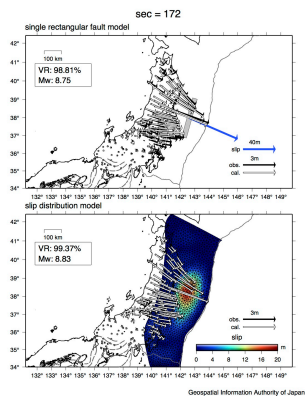 sec = 172
single rectangular fault model
42°
41°
40°
39°
38°
37°
36°
35°
34°
100 km
VR: 98.81%
Mw: 8.75
40m
slip
3m
obs.
cal.
132° 133° 134° 135° 136° 137° 138° 139° 140° 141° 142° 143° 144° 145° 146° 147° 148° 149°
slip distribution model
42°
41°
40°
39°
38°
37°
36°
35°
34°
100 km
VR: 99.37%
Mw: 8.83
3m
obs.
cal.
slip
m
0 5 10 15 20
132° 133° 134° 135° 136° 137° 138° 139° 140° 141° 142° 143° 144° 145° 146° 147° 148° 149°
Geospatial Information Authority of Japan